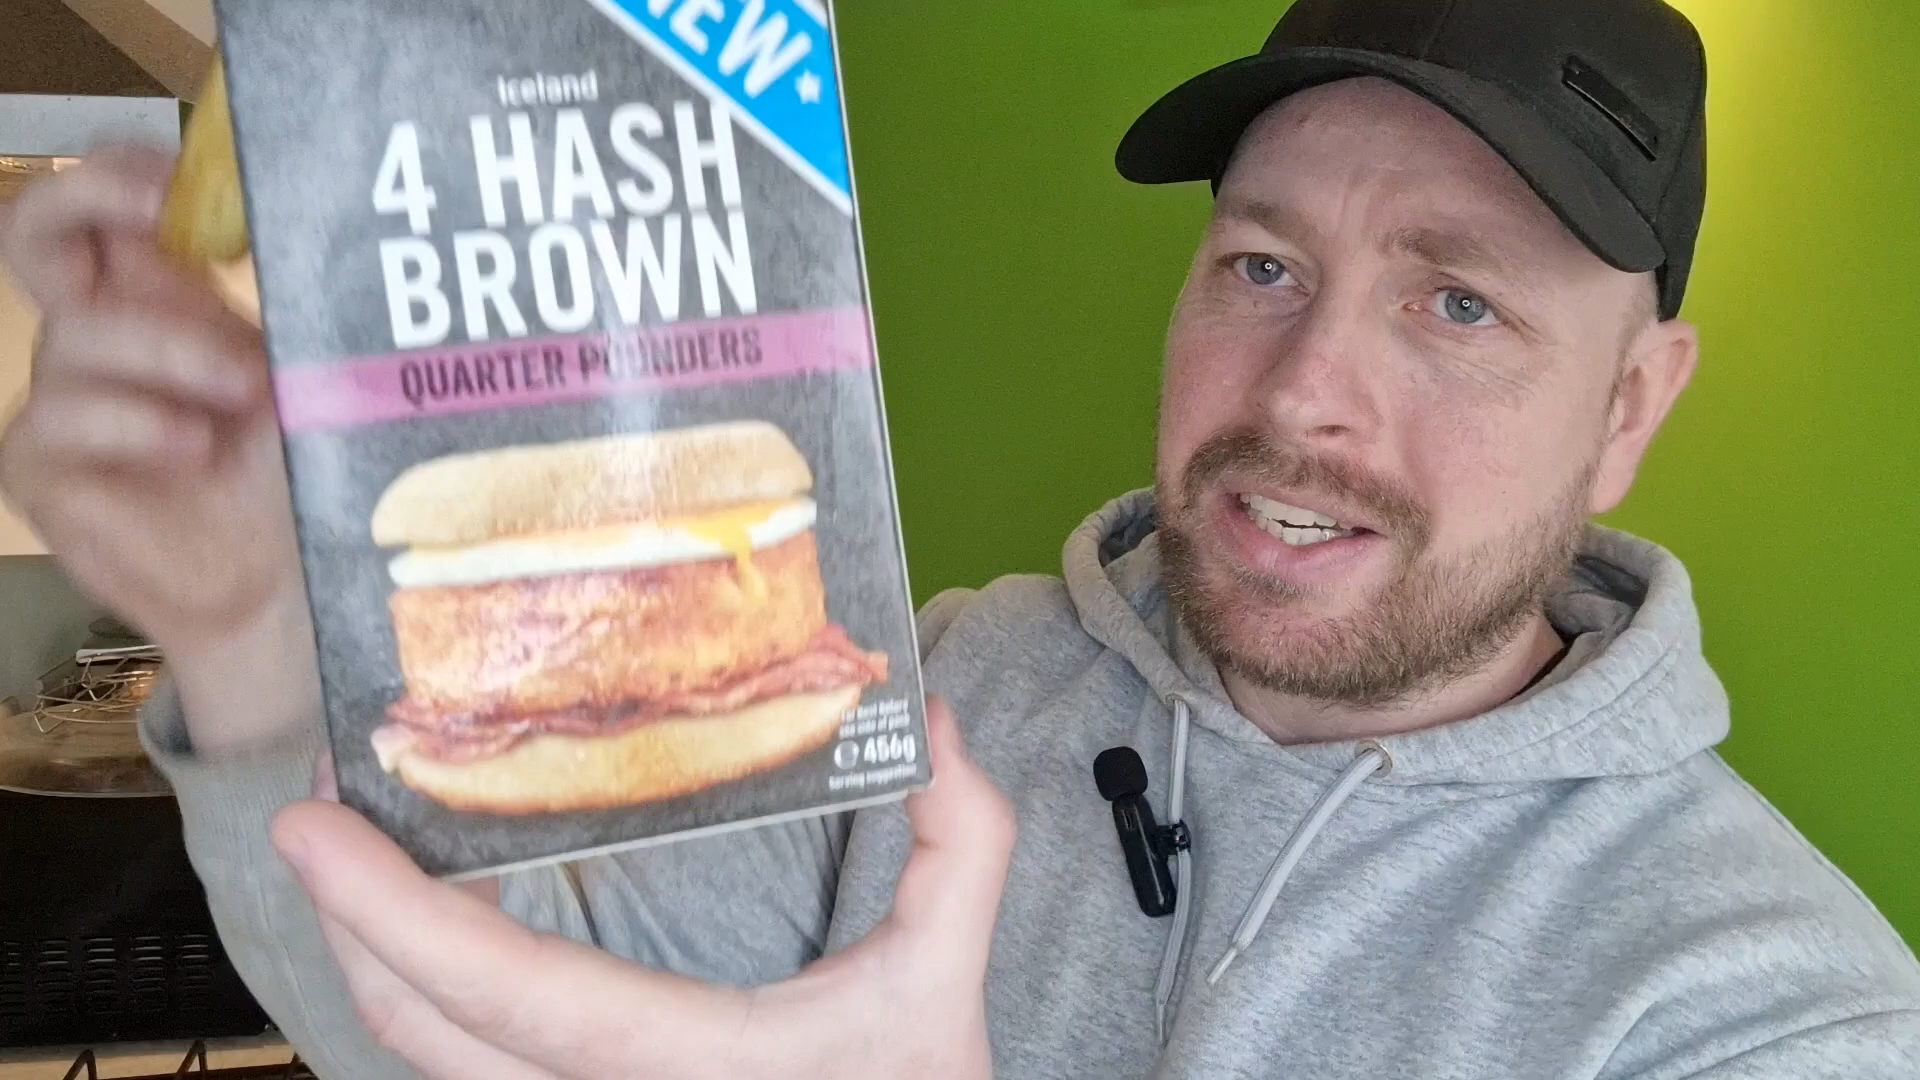 NEW
Iceland
4 HASH
BROWN
QUARTER POUNDERS
456g
Serving suggestion